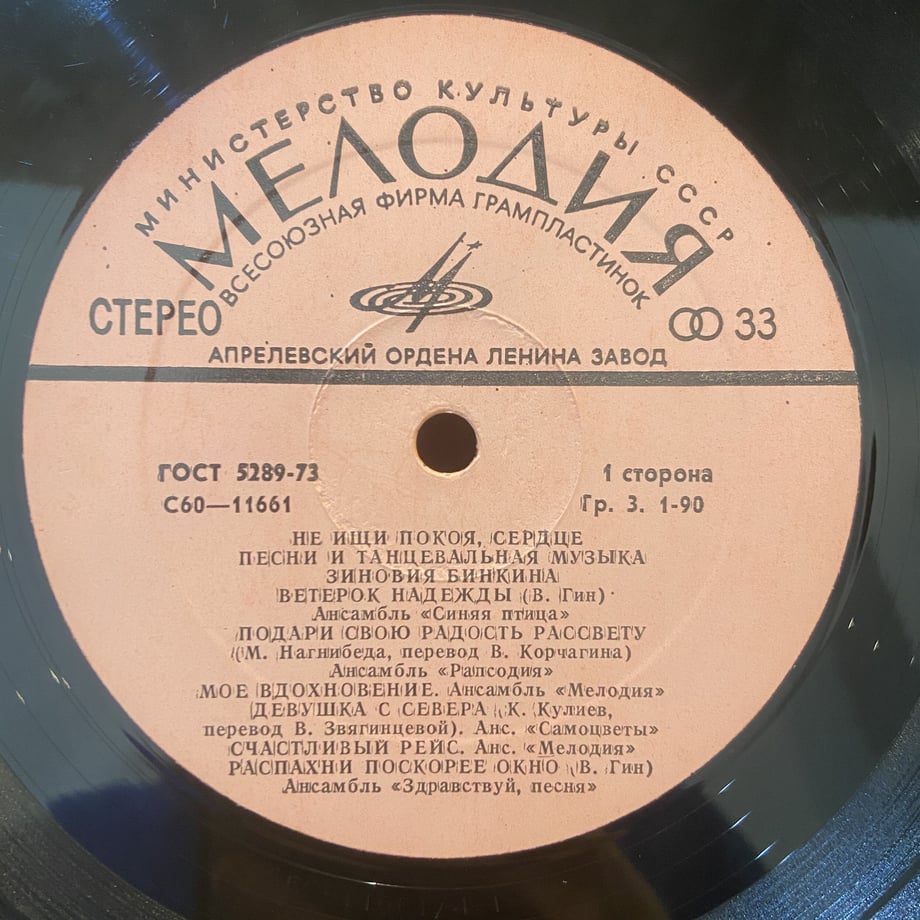 МИНИСТЕРСТВО КУЛЬТУРЫ СССР
МЕЛОДИЯ
ВСЕСОЮЗНАЯ ФИРМА ГРАМПЛАСТИНОК
СТЕРЕО
33
АПРЕЛЕВСКИЙ ОРДЕНА ЛЕНИНА ЗАВОД
ГОСТ 5289-73
1 сторона
С60—11661
Гр. 3. 1-90
НЕ ИЩИ ПОКОЯ, СЕРДЦЕ
ПЕСНИ И ТАНЦЕВАЛЬНАЯ МУЗЫКА
ЗИНОВИЯ БИНКИНА
ВЕТЕРОК НАДЕЖДЫ (В. Гин)
Ансамбль «Синяя птица»
ПОДАРИ СВОЮ РАДОСТЬ РАССВЕТУ
(М. Нагнибеда, перевод В. Корчагина)
Ансамбль «Рапсодия»
МОЕ ВДОХНОВЕНИЕ. Ансамбль «Мелодия»
ДЕВУШКА С СЕВЕРА (К. Кулиев,
перевод В. Звягинцевой). Анс. «Самоцветы»
СЧАСТЛИВЫЙ РЕЙС. Анс. «Мелодия»
РАСПАХНИ ПОСКОРЕЕ ОКНО (В. Гин)
Ансамбль «Здравствуй, песня»